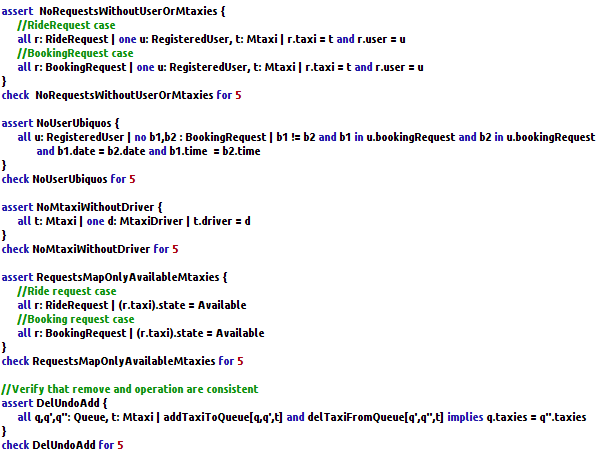 assert NoRequestsWithoutUserOrMtaxies {
//RideRequest case
all r: RideRequest | one u: RegisteredUser, t: Mtaxi | r.taxi = t and r.user = u
//BookingRequest case
all r: BookingRequest | one u: RegisteredUser, t: Mtaxi | r.taxi = t and r.user = u
}
check NoRequestsWithoutUserOrMtaxies for 5
assert NoUserUbiquos {
all u: RegisteredUser | no b1,b2 : BookingRequest | b1 != b2 and b1 in u.bookingRequest and b2 in u.bookingRequest
and b1.date = b2.date and b1.time = b2.time
}
check NoUserUbiquos for 5
assert NoMtaxiWithoutDriver {
all t: Mtaxi | one d: MtaxiDriver | t.driver = d
}
check NoMtaxiWithoutDriver for 5
assert RequestsMapOnlyAvailableMtaxies {
//Ride request case
all r: RideRequest | (r.taxi).state = Available
//Booking request case
all r: BookingRequest | (r.taxi).state = Available
}
check RequestsMapOnlyAvailableMtaxies for 5
//Verify that remove and operation are consistent
assert DelUndoAdd {
all q,q',q'': Queue, t: Mtaxi | addTaxiToQueue[q,q',t] and delTaxiFromQueue[q',q'',t] implies q.taxies = q''.taxies
}
check DelUndoAdd for 5